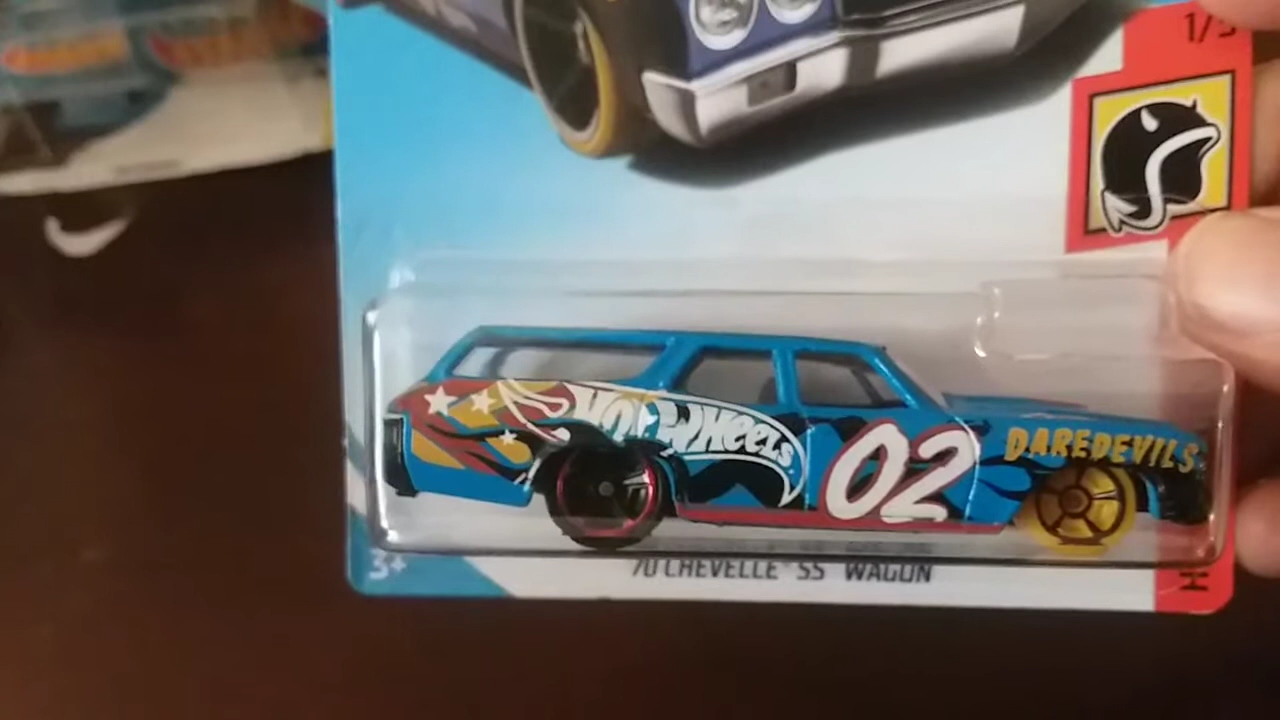 1/5
HOT WHEELS
02
DAREDEVILS
3+
'70 CHEVELLE SS WAGON
H